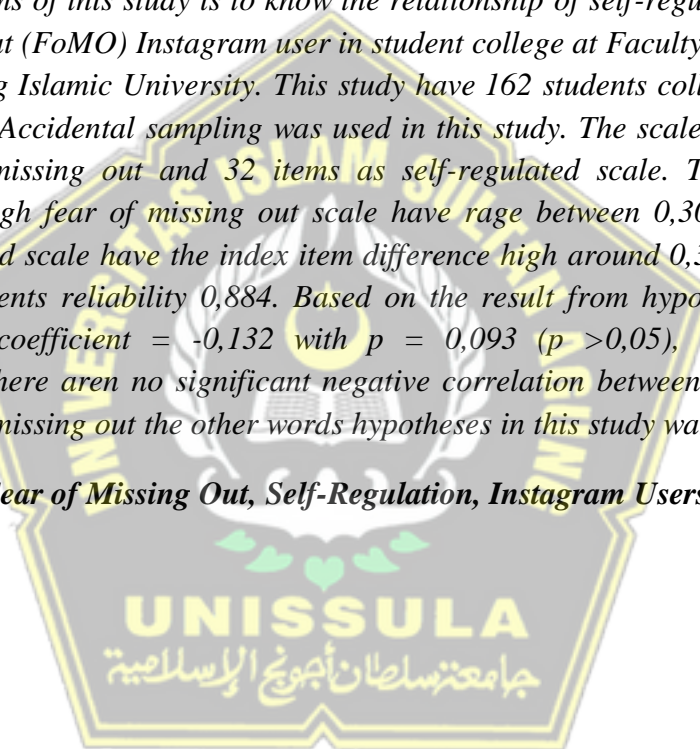 ns of this study is to know the relationship of self-regu
ut (FoMO) Instagram user in student college at Faculty
g Islamic University. This study have 162 students coll
Accidental sampling was used in this study. The scale
missing out and 32 items as self-regulated scale. T
gh fear of missing out scale have rage between 0,30
d scale have the index item difference high around 0,3
ents reliability 0,884. Based on the result from hypo
coefficient = -0,132 with p = 0,093 (p >0,05),
here aren no significant negative correlation between
missing out the other words hypotheses in this study wa
Fear of Missing Out, Self-Regulation, Instagram Users
UNIVERSITAS ISLAM SULTAN AGUNG
UNISSULA
جامعتنسلطان أجونج الإسلامية